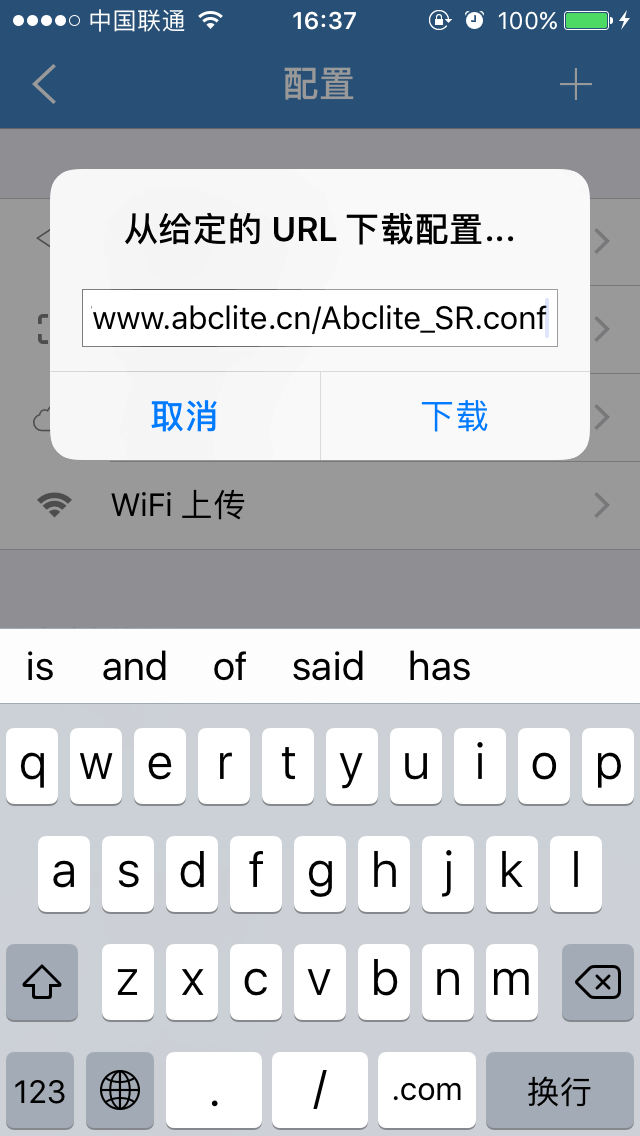 中国联通 16:37 100%
配置
从给定的 URL 下载配置...
www.abclite.cn/Abclite_SR.conf
取消 下载
WiFi 上传
is and of said has
q w e r t y u i o p
a s d f g h j k l
z x c v b n m
123 . / .com 换行